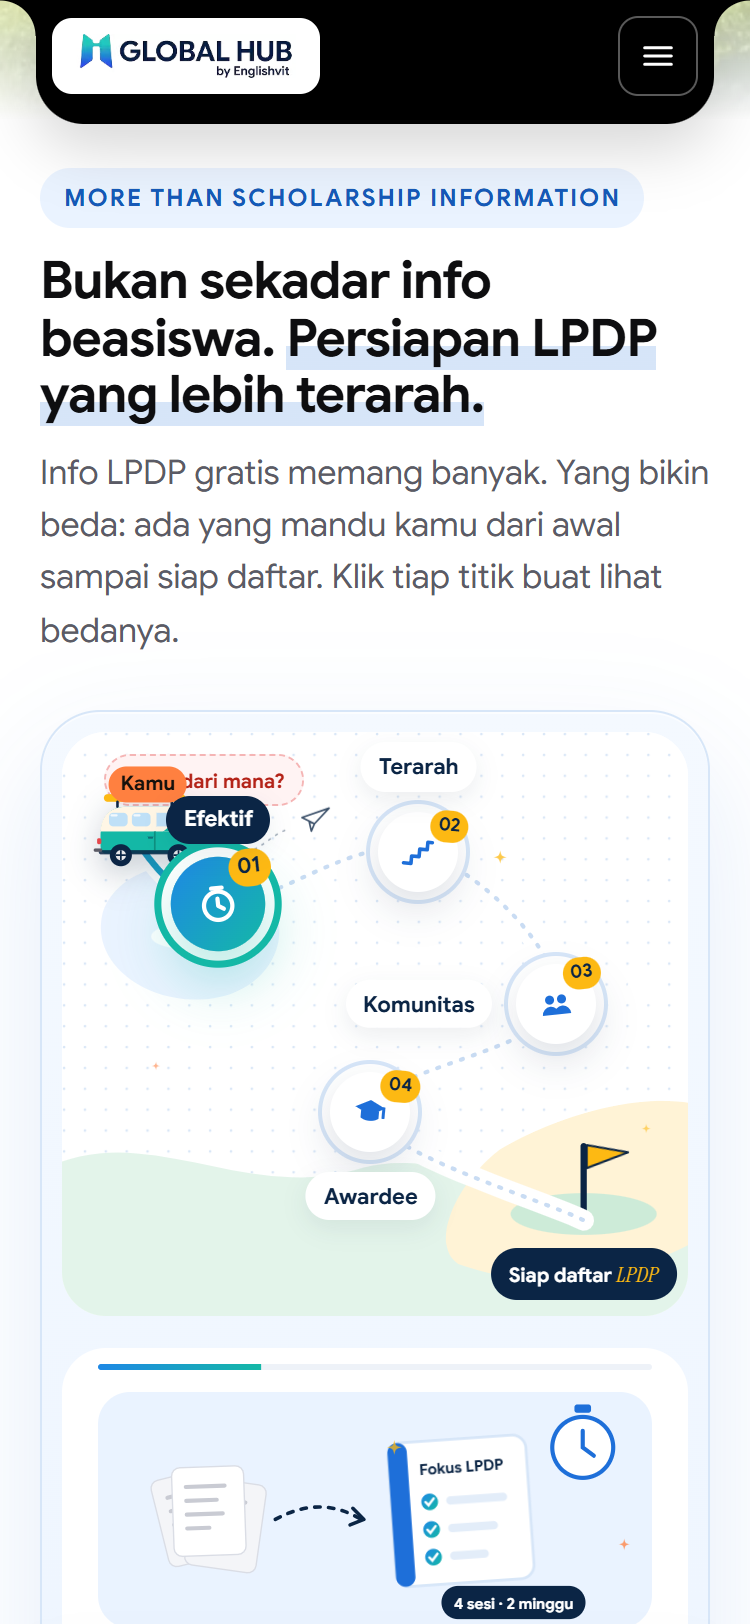 GLOBAL HUB
by Englishvit
MORE THAN SCHOLARSHIP INFORMATION
Bukan sekadar info
beasiswa. Persiapan LPDP
yang lebih terarah.
Info LPDP gratis memang banyak. Yang bikin
beda: ada yang mandu kamu dari awal
sampai siap daftar. Klik tiap titik buat lihat
bedanya.
Kamu
dari mana?
Efektif
01
Terarah
02
Komunitas
03
04
Awardee
Siap daftar LPDP
Fokus LPDP
4 sesi · 2 minggu